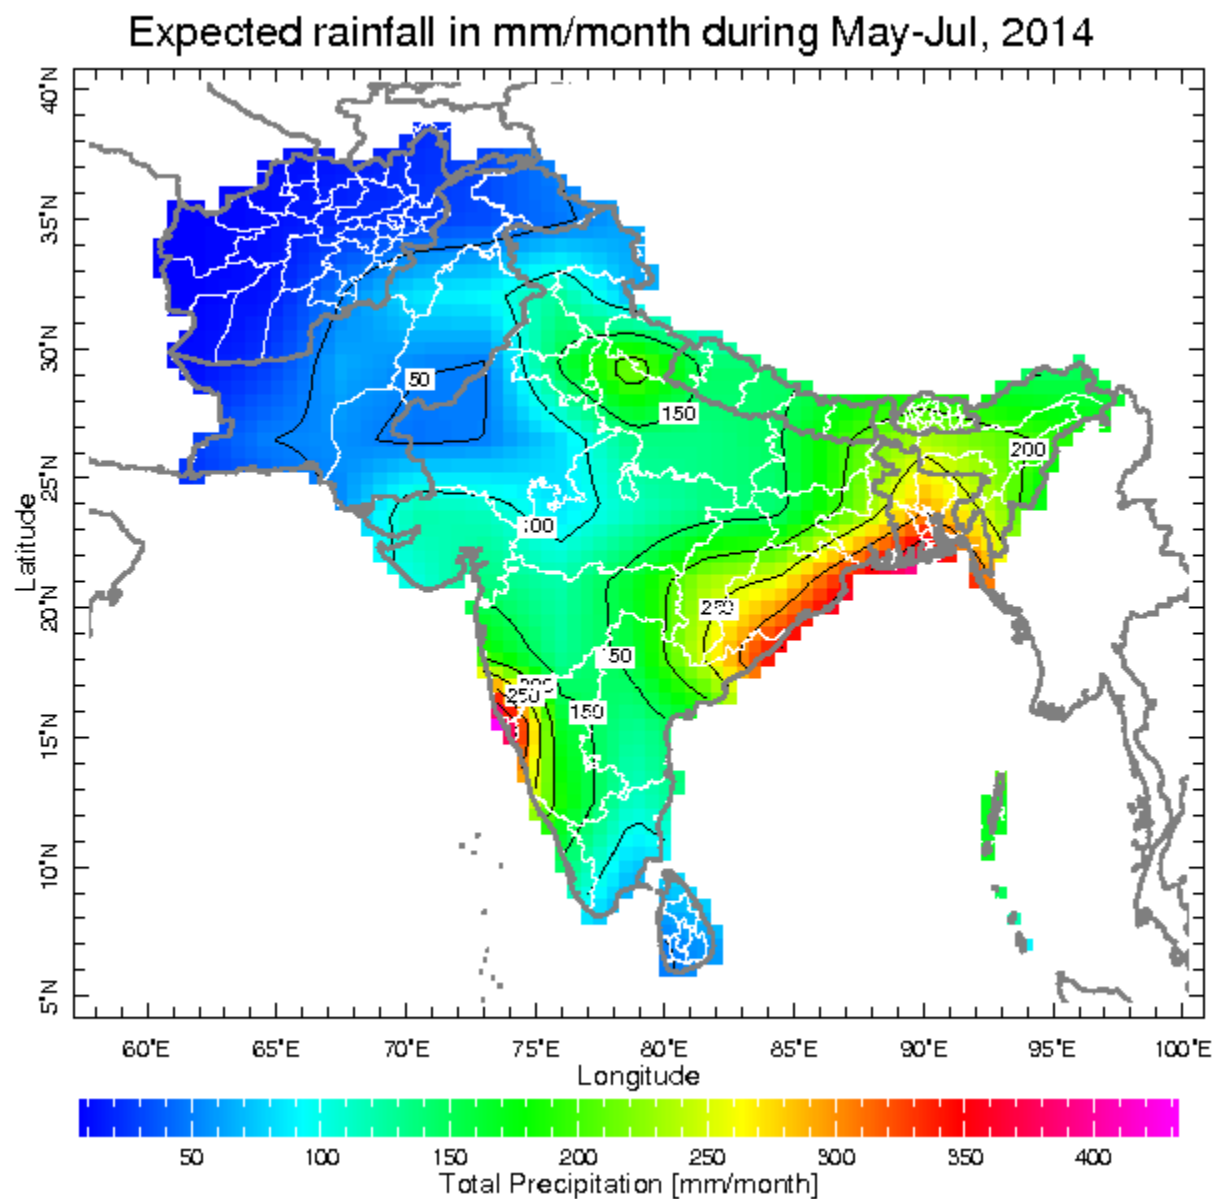 Expected rainfall in mm/month during May-Jul, 2014
40°N
35°N
30°N
25°N
20°N
15°N
10°N
5°N
Latitude
50
150
200
150
250
150
60°E 65°E 70°E 75°E 80°E 85°E 90°E 95°E 100°E
Longitude
50 100 150 200 250 300 350 400
Total Precipitation [mm/month]